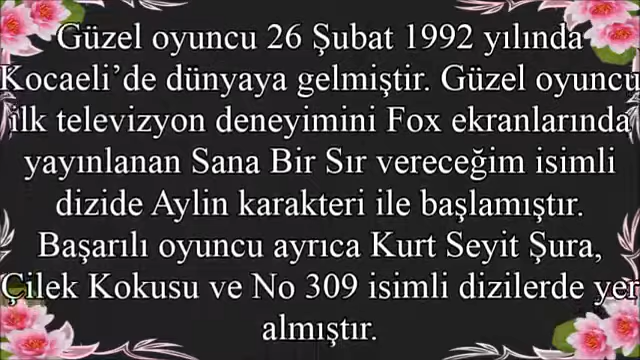 Güzel oyuncu 26 Şubat 1992 yılında
Kocaeli’de dünyaya gelmiştir. Güzel oyuncu
ilk televizyon deneyimini Fox ekranlarında
yayınlanan Sana Bir Sır vereceğim isimli
dizide Aylin karakteri ile başlamıştır.
Başarılı oyuncu ayrıca Kurt Seyit Şura,
Çilek Kokusu ve No 309 isimli dizilerde yer
almıştır.